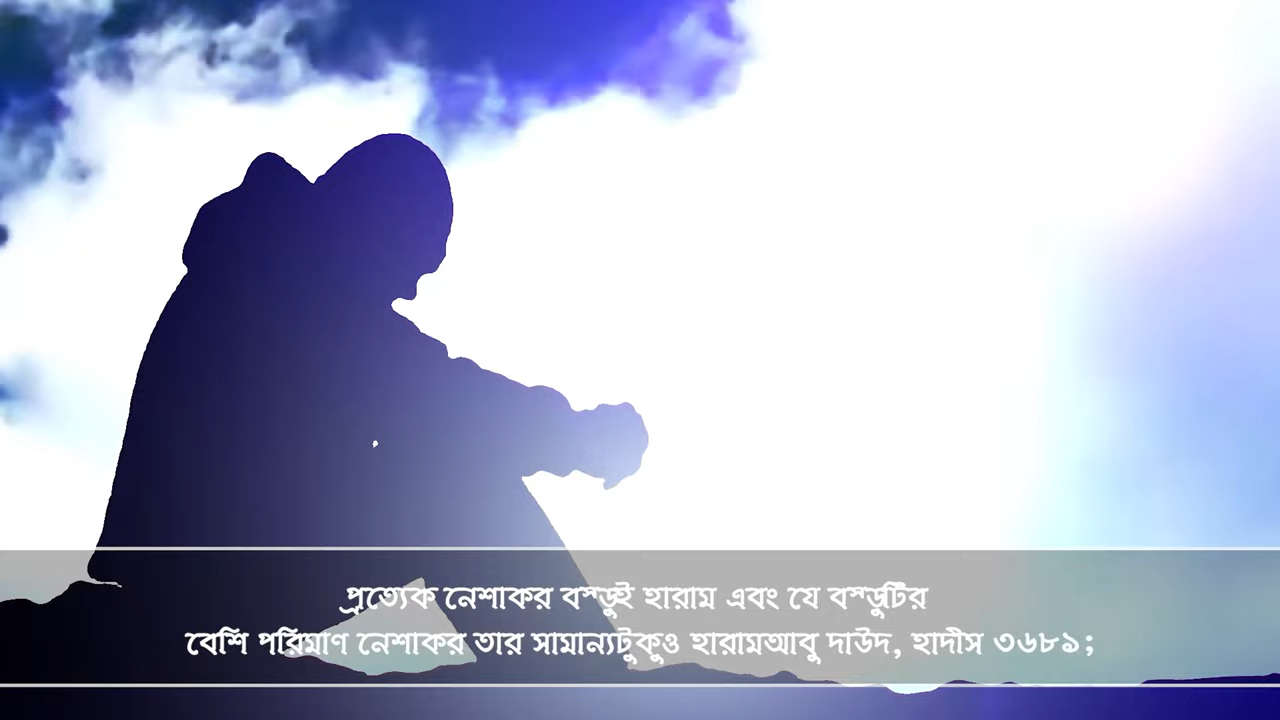 প্রত্যেক নেশাকর বস্তুই হারাম এবং যে বস্তুটির
বেশি পরিমাণ নেশাকর তার সামান্যটুকুও হারামআবু দাউদ, হাদীস ৩৬৮১;